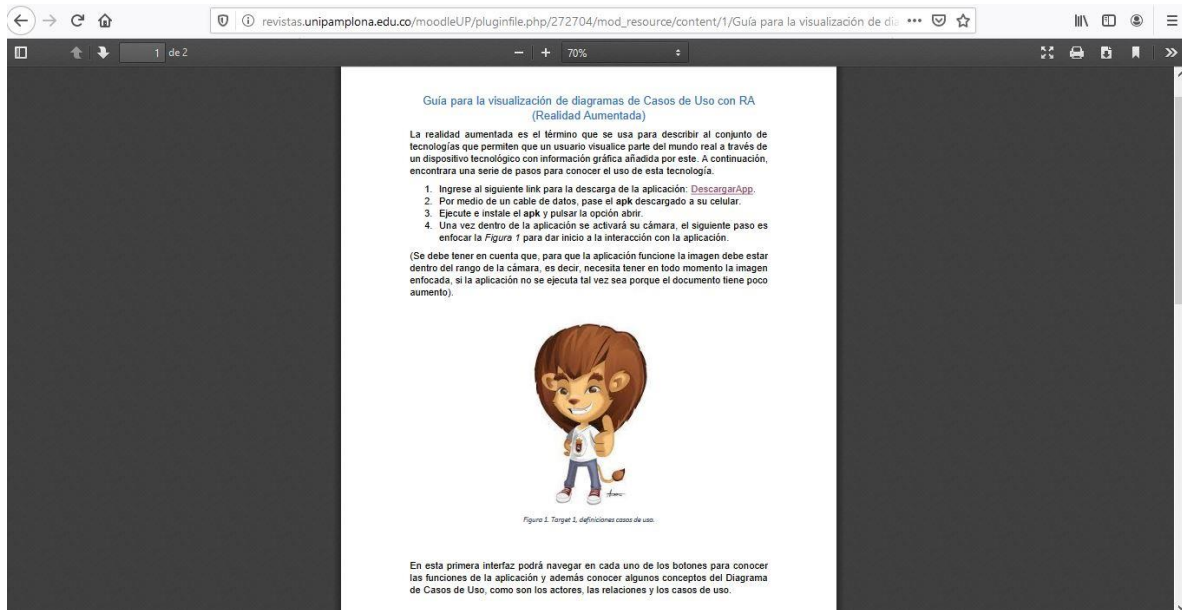 revistas.unipamplona.edu.co/moodleUP/pluginfile.php/272704/mod_resource/content/1/Guía para la visualización de di
1 de 2
70%
Guía para la visualización de diagramas de Casos de Uso con RA
(Realidad Aumentada)
La realidad aumentada es el término que se usa para describir al conjunto de
tecnologías que permiten que un usuario visualice parte del mundo real a través de
un dispositivo tecnológico con información gráfica añadida por este. A continuación,
encontrara una serie de pasos para conocer el uso de esta tecnología.
1. Ingrese al siguiente link para la descarga de la aplicación: DescargarApp.
2. Por medio de un cable de datos, pase el apk descargado a su celular.
3. Ejecute e instale el apk y pulsar la opción abrir.
4. Una vez dentro de la aplicación se activará su cámara, el siguiente paso es
enfocar la Figura 1 para dar inicio a la interacción con la aplicación.
(Se debe tener en cuenta que, para que la aplicación funcione la imagen debe estar
dentro del rango de la cámara, es decir, necesita tener en todo momento la imagen
enfocada, si la aplicación no se ejecuta tal vez sea porque el documento tiene poco
aumento).
Figura 1. Target 1, definiciones casos de uso.
En esta primera interfaz podrá navegar en cada uno de los botones para conocer
las funciones de la aplicación y además conocer algunos conceptos del Diagrama
de Casos de Uso, como son los actores, las relaciones y los casos de uso.